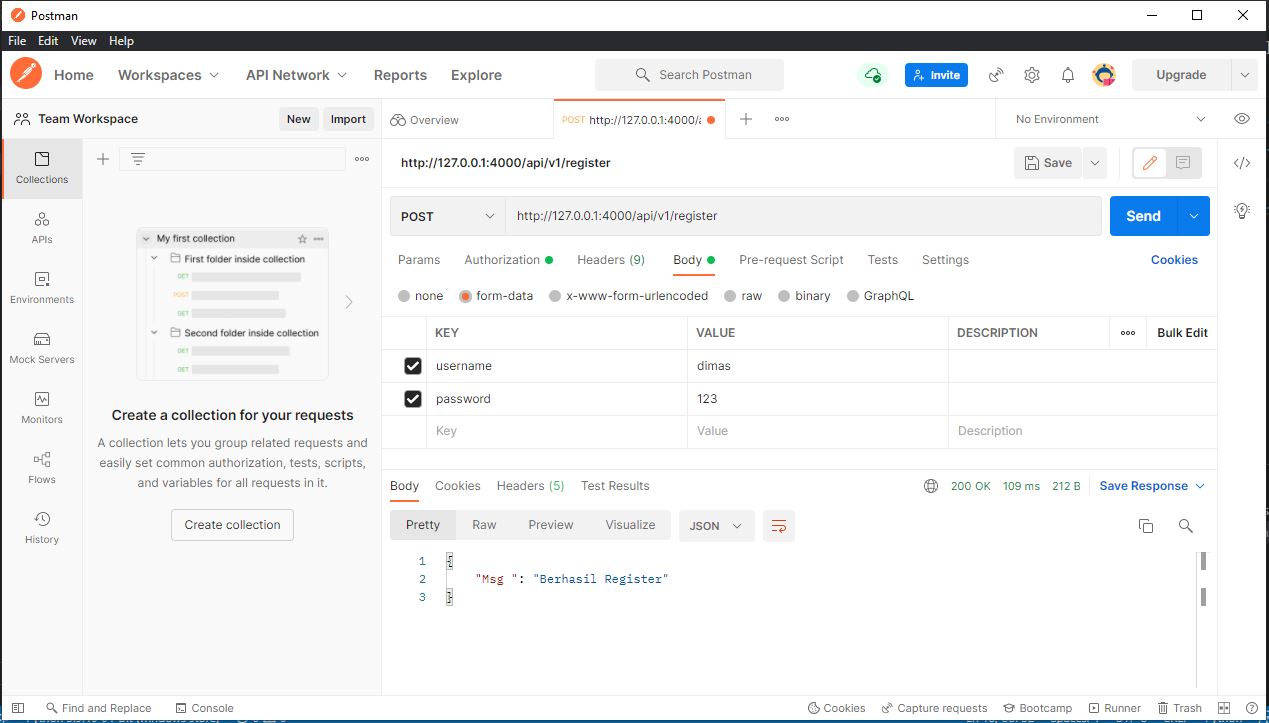 Postman
File Edit View Help
Home Workspaces API Network Reports Explore Search Postman Invite Upgrade
Team Workspace New Import Overview POST http://127.0.0.1:4000/a No Environment
http://127.0.0.1:4000/api/v1/register Save
Collections
APIs
Environments
Mock Servers
Monitors
Flows
History
My first collection
First folder inside collection
GET
POST
GET
Second folder inside collection
GET
GET
Create a collection for your requests
A collection lets you group related requests and
easily set common authorization, tests, scripts,
and variables for all requests in it.
Create collection
POST http://127.0.0.1:4000/api/v1/register Send
Params Authorization Headers (9) Body Pre-request Script Tests Settings Cookies
none form-data x-www-form-urlencoded raw binary GraphQL
KEY VALUE DESCRIPTION Bulk Edit
username dimas
password 123
Key Value Description
Body Cookies Headers (5) Test Results 200 OK 109 ms 212 B Save Response
Pretty Raw Preview Visualize JSON
1 {
2 "Msg ": "Berhasil Register"
3 }
Find and Replace Console Cookies Capture requests Bootcamp Runner Trash